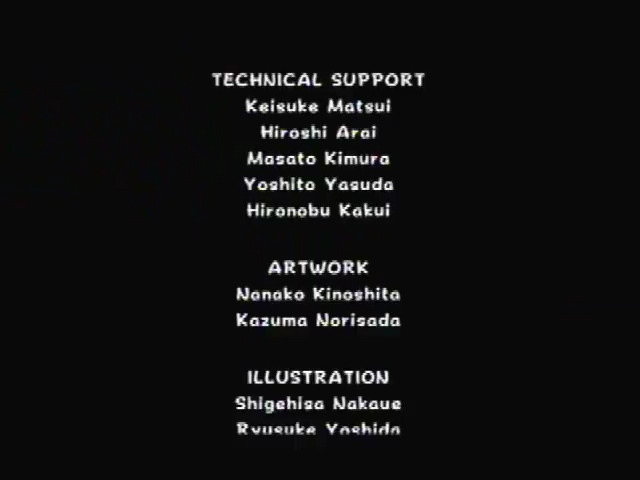 TECHNICAL SUPPORT
Keisuke Matsui
Hiroshi Arai
Masato Kimura
Yoshito Yasuda
Hironobu Kakui
ARTWORK
Nanako Kinoshita
Kazuma Norisada
ILLUSTRATION
Shigehisa Nakaue
Ryusuke Yoshida